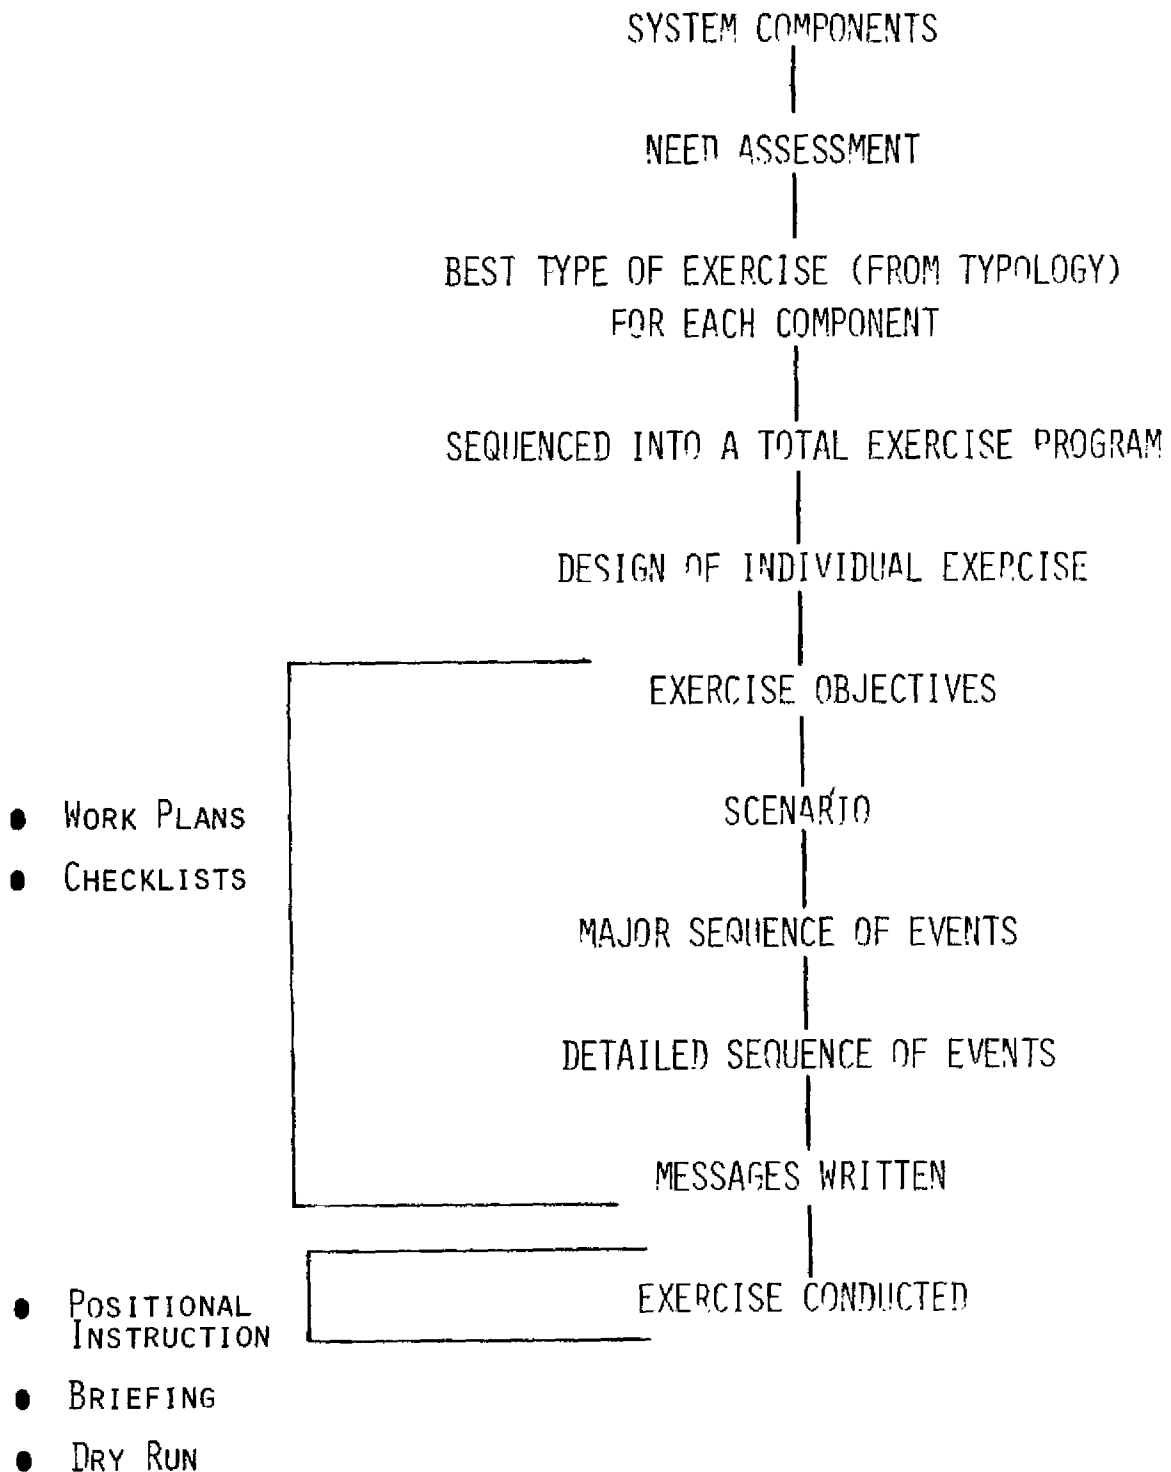 SYSTEM COMPONENTS
NEED ASSESSMENT
BEST TYPE OF EXERCISE (FROM TYPOLOGY)
FOR EACH COMPONENT
SEQUENCED INTO A TOTAL EXERCISE PROGRAM
DESIGN OF INDIVIDUAL EXERCISE
EXERCISE OBJECTIVES
SCENARIO
• WORK PLANS
• CHECKLISTS
MAJOR SEQUENCE OF EVENTS
DETAILED SEQUENCE OF EVENTS
MESSAGES WRITTEN
EXERCISE CONDUCTED
• POSITIONAL
INSTRUCTION
• BRIEFING
• DRY RUN